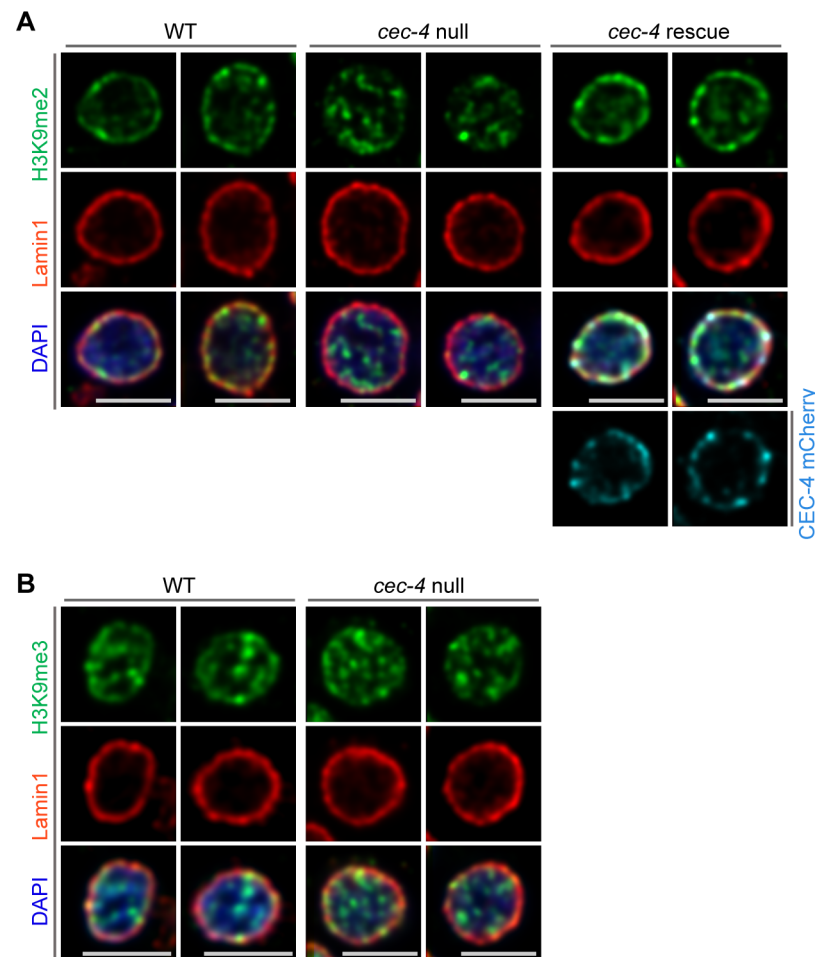 A
WT
cec-4 null
cec-4 rescue
H3K9me2
Lamin1
DAPI
CEC-4 mCherry
B
WT
cec-4 null
H3K9me3
Lamin1
DAPI